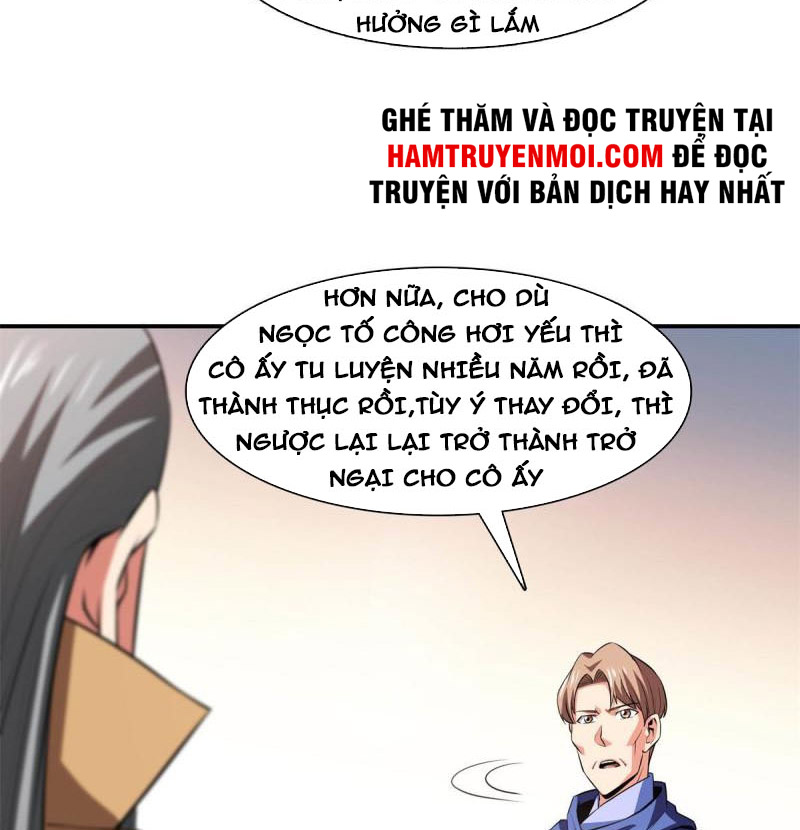 HƯỞNG GÌ LẮM
GHÉ THĂM VÀ ĐỌC TRUYỆN TẠI
HAMTRUYENMOI.COM ĐỂ ĐỌC
TRUYỆN VỚI BẢN DỊCH HAY NHẤT
HƠN NỮA, CHO DÙ
NGỌC TỐ CÔNG HƠI YẾU THÌ
CÔ ẤY TU LUYỆN NHIỀU NĂM RỒI, ĐÃ
THÀNH THỤC RỒI,TÙY Ý THAY ĐỔI, THÌ
NGƯỢC LẠI LẠI TRỞ THÀNH TRỞ
NGẠI CHO CÔ ẤY